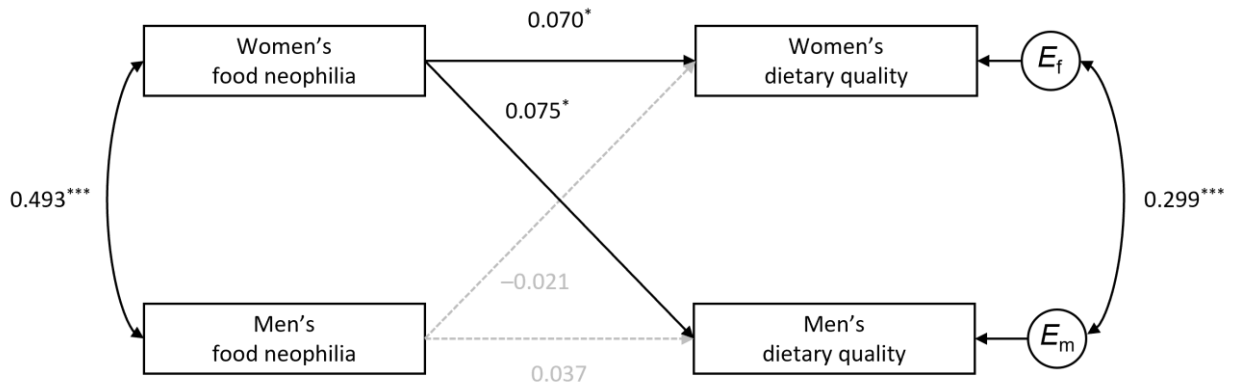 0.070*
Women’s
food neophilia
Women’s
dietary quality
Ef
0.075*
0.493***
0.299***
–0.021
Men’s
food neophilia
Men’s
dietary quality
Em
0.037